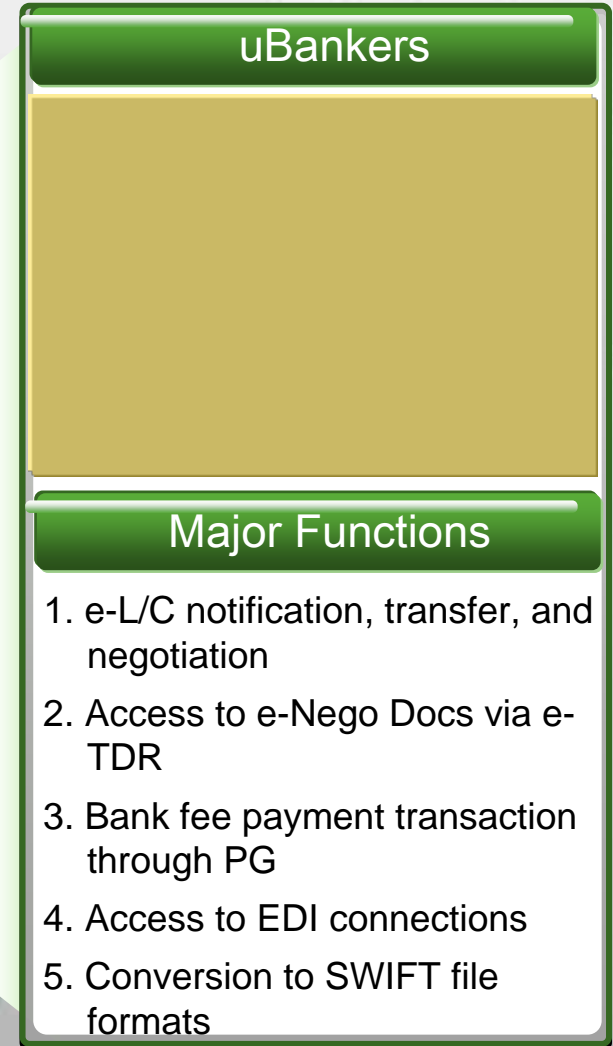 uBankers
Major Functions
1. e-L/C notification, transfer, and
negotiation
2. Access to e-Nego Docs via e-
TDR
3. Bank fee payment transaction
through PG
4. Access to EDI connections
5. Conversion to SWIFT file
formats